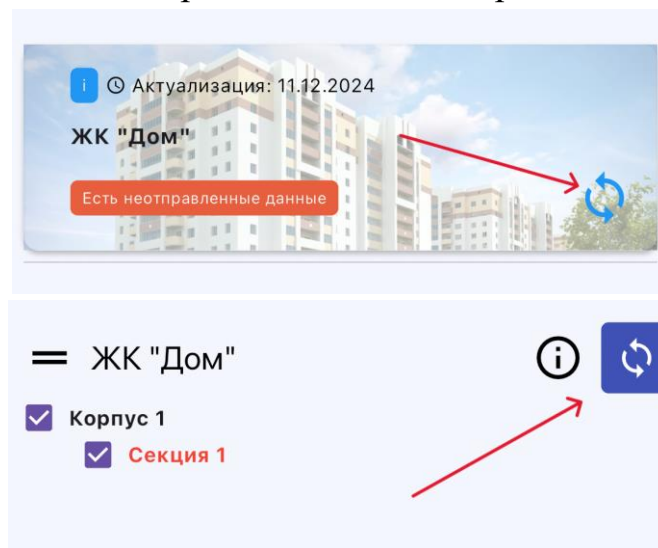 i Актуализация: 11.12.2024
ЖК "Дом"
Есть неотправленные данные
ЖК "Дом"
Корпус 1
Секция 1